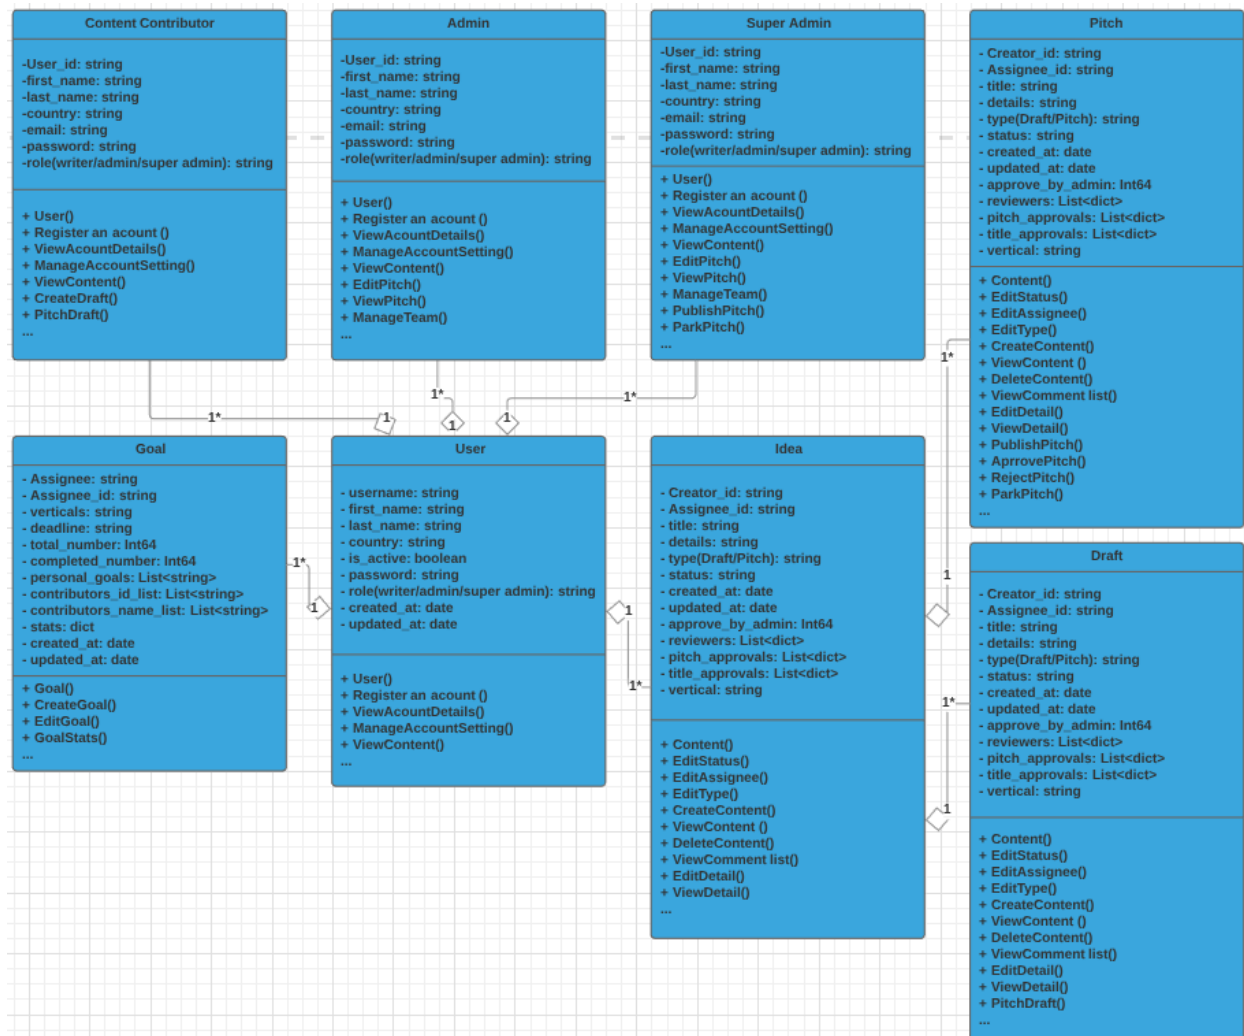 Content Contributor
-User_id: string
-first_name: string
-last_name: string
-country: string
-email: string
-password: string
-role(writer/admin/super admin): string
+ User()
+ Register an acount ()
+ ViewAcountDetails()
+ ManageAccountSetting()
+ ViewContent()
+ CreateDraft()
+ PitchDraft()
...
Admin
-User_id: string
-first_name: string
-last_name: string
-country: string
-email: string
-password: string
-role(writer/admin/super admin): string
+ User()
+ Register an acount ()
+ ViewAcountDetails()
+ ManageAccountSetting()
+ ViewContent()
+ EditPitch()
+ ViewPitch()
+ ManageTeam()
...
Super Admin
-User_id: string
-first_name: string
-last_name: string
-country: string
-email: string
-password: string
-role(writer/admin/super admin): string
+ User()
+ Register an acount ()
+ ViewAcountDetails()
+ ManageAccountSetting()
+ ViewContent()
+ EditPitch()
+ ViewPitch()
+ ManageTeam()
+ PublishPitch()
+ ParkPitch()
...
Pitch
- Creator_id: string
- Assignee_id: string
- title: string
- details: string
- type(Draft/Pitch): string
- status: string
- created_at: date
- updated_at: date
- approve_by_admin: Int64
- reviewers: List<dict>
- pitch_approvals: List<dict>
- title_approvals: List<dict>
- vertical: string
+ Content()
+ EditStatus()
+ EditAssignee()
+ EditType()
+ CreateContent()
+ ViewContent ()
+ DeleteContent()
+ ViewComment list()
+ EditDetail()
+ ViewDetail()
+ PublishPitch()
+ AprrovePitch()
+ RejectPitch()
+ ParkPitch()
...
1*
1
1*
1
1*
1
1*
1
Goal
- Assignee: string
- Assignee_id: string
- verticals: string
- deadline: string
- total_number: Int64
- completed_number: Int64
- personal_goals: List<string>
- contributors_id_list: List<string>
- contributors_name_list: List<string>
- stats: dict
- created_at: date
- updated_at: date
+ Goal()
+ CreateGoal()
+ EditGoal()
+ GoalStats()
...
1*
1
User
- username: string
- first_name: string
- last_name: string
- country: string
- is_active: boolean
- password: string
- role(writer/admin/super admin): string
- created_at: date
- updated_at: date
+ User()
+ Register an acount ()
+ ViewAcountDetails()
+ ManageAccountSetting()
+ ViewContent()
...
1
1*
Idea
- Creator_id: string
- Assignee_id: string
- title: string
- details: string
- type(Draft/Pitch): string
- status: string
- created_at: date
- updated_at: date
- approve_by_admin: Int64
- reviewers: List<dict>
- pitch_approvals: List<dict>
- title_approvals: List<dict>
- vertical: string
+ Content()
+ EditStatus()
+ EditAssignee()
+ EditType()
+ CreateContent()
+ ViewContent ()
+ DeleteContent()
+ ViewComment list()
+ EditDetail()
+ ViewDetail()
...
1*
1
Draft
- Creator_id: string
- Assignee_id: string
- title: string
- details: string
- type(Draft/Pitch): string
- status: string
- created_at: date
- updated_at: date
- approve_by_admin: Int64
- reviewers: List<dict>
- pitch_approvals: List<dict>
- title_approvals: List<dict>
- vertical: string
+ Content()
+ EditStatus()
+ EditAssignee()
+ EditType()
+ CreateContent()
+ ViewContent ()
+ DeleteContent()
+ ViewComment list()
+ EditDetail()
+ ViewDetail()
+ PitchDraft()
...